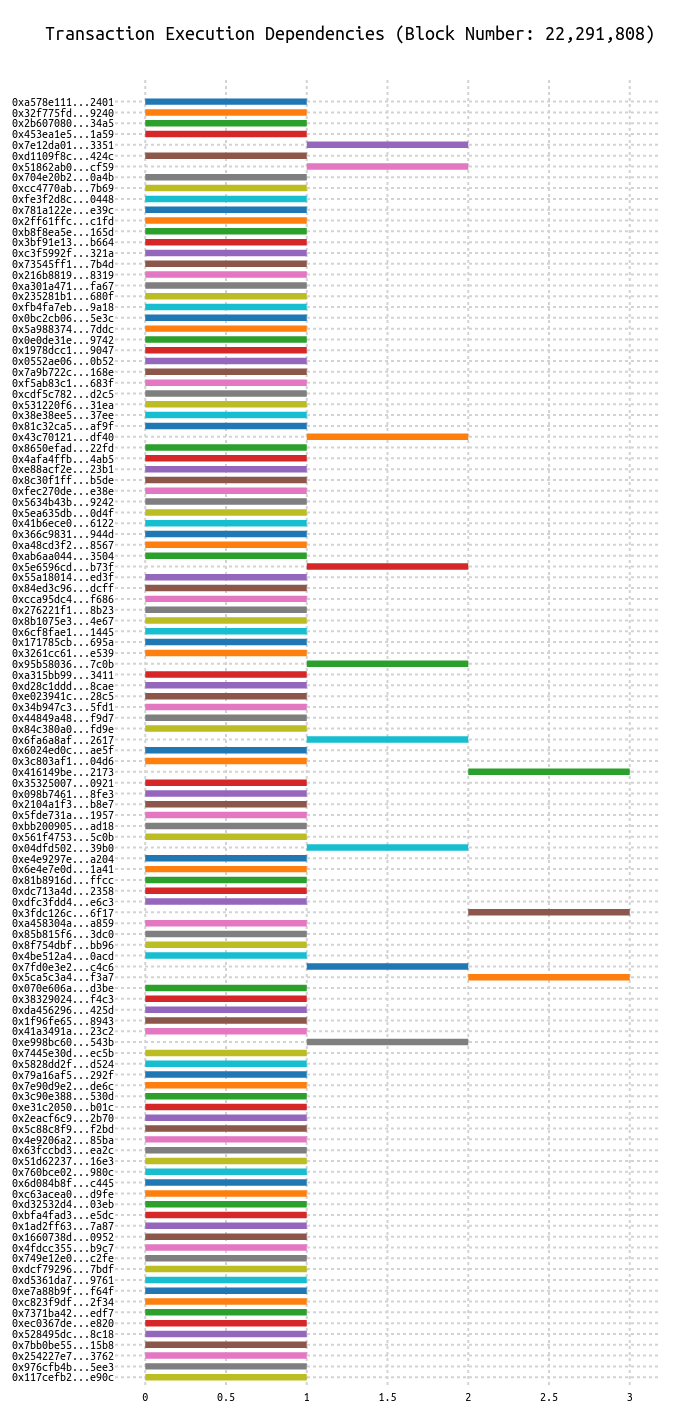 Transaction Execution Dependencies (Block Number: 22,291,808)
0xa578e111...2401
0x32f775fd...9240
0x2b607080...34a5
0x453ea1e5...1a59
0x7e12da01...3351
0xd1109f8c...424c
0x51862ab0...cf59
0x704e20b2...0a4b
0xcc4770ab...7b69
0xfe3f2d8c...0448
0x781a122e...e39c
0x2ff61ffc...c1fd
0xb8f8ea5e...165d
0x3bf91e13...b664
0xc3f5992f...321a
0x73545ff1...7b4d
0x216b8819...8319
0xa301a471...fa67
0x235281b1...680f
0xfb4fa7eb...9a18
0x0bc2cb06...5e3c
0x5a988374...7ddc
0x0e0de31e...9742
0x1978dcc1...9047
0x0552ae06...0b52
0x7a9b722c...168e
0xf5ab83c1...683f
0xcdf5c782...d2c5
0x531220f6...31ea
0x38e38ee5...37ee
0x81c32ca5...af9f
0x43c70121...df40
0x8650efad...22fd
0x4afa4ffb...4ab5
0xe88acf2e...23b1
0x8c30f1ff...b5de
0xfec270de...e38e
0x5634b43b...9242
0x5ea635db...0d4f
0x41b6ece0...6122
0x366c9831...944d
0xa48cd3f2...8567
0xab6aa044...3504
0x5e6596cd...b73f
0x55a18014...ed3f
0x84ed3c96...dcff
0xcca95dc4...f686
0x276221f1...8b23
0x8b1075e3...4e67
0x6cf8fae1...1445
0x171785cb...695a
0x3261cc61...e539
0x95b58036...7c0b
0xa315bb99...3411
0xd28c1ddd...8cae
0xe023941c...28c5
0x34b947c3...5fd1
0x44849a48...f9d7
0x84c380a0...fd9e
0x6fa6a8af...2617
0x6024ed0c...ae5f
0x3c803af1...04d6
0x416149be...2173
0x35325007...0921
0x098b7461...8fe3
0x2104a1f3...b8e7
0x5fde731a...1957
0xbb200905...ad18
0x561f4753...5c0b
0x04dfd502...39b0
0xe4e9297e...a204
0x6e4e7e0d...1a41
0x81b8916d...ffcc
0xdc713a4d...2358
0xdfc3fdd4...e6c3
0x3fdc126c...6f17
0xa458304a...a859
0x85b815f6...3dc0
0x8f754dbf...bb96
0x4be512a4...0acd
0x7fd0e3e2...c4c6
0x5ca5c3a4...f3a7
0x070e606a...d3be
0x38329024...f4c3
0xda456296...425d
0x1f96fe65...8943
0x41a3491a...23c2
0xe998bc60...543b
0x7445e30d...ec5b
0x5828dd2f...d524
0x79a16af5...292f
0x7e90d9e2...de6c
0x3c90e388...530d
0xe31c2050...b01c
0x2eacf6c9...2b70
0x5c88c8f9...f2bd
0x4e9206a2...85ba
0x63fccbd3...ea2c
0x51d62237...16e3
0x760bce02...980c
0x6d084b8f...c445
0xc63acea0...d9fe
0xd32532d4...03eb
0xbfa4fad3...e5dc
0x1ad2ff63...7a87
0x1660738d...0952
0x4fdcc355...b9c7
0x749e12e0...c2fe
0xdcf79296...7bdf
0xd5361da7...9761
0xe7a88b9f...f64f
0xc823f9df...2f34
0x7371ba42...edf7
0xec0367de...e820
0x528495dc...8c18
0x7bb0be55...15b8
0x254227e7...3762
0x976cfb4b...5ee3
0x117cefb2...e90c
0 0.5 1 1.5 2 2.5 3